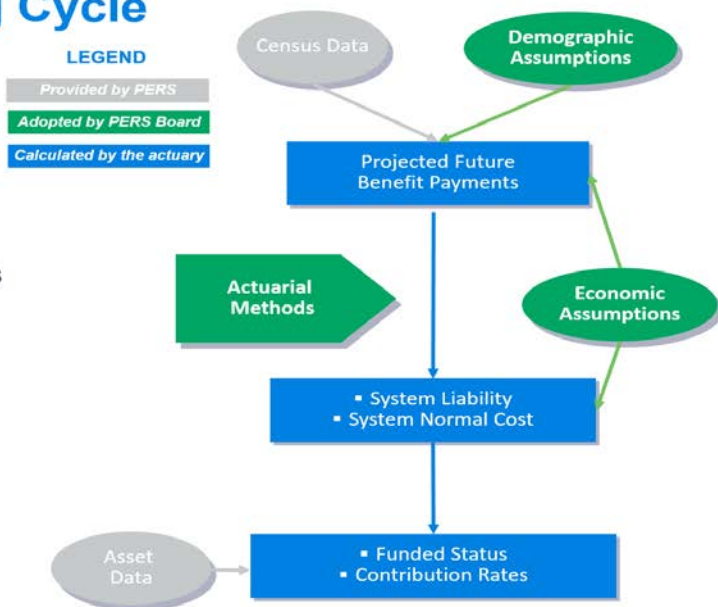 Cycle
LEGEND
Provided by PERS
Adopted by PERS Board
Calculated by the actuary
Census Data
Demographic
Assumptions
Projected Future
Benefit Payments
Actuarial
Methods
Economic
Assumptions
▪ System Liability
▪ System Normal Cost
Asset
Data
▪ Funded Status
▪ Contribution Rates